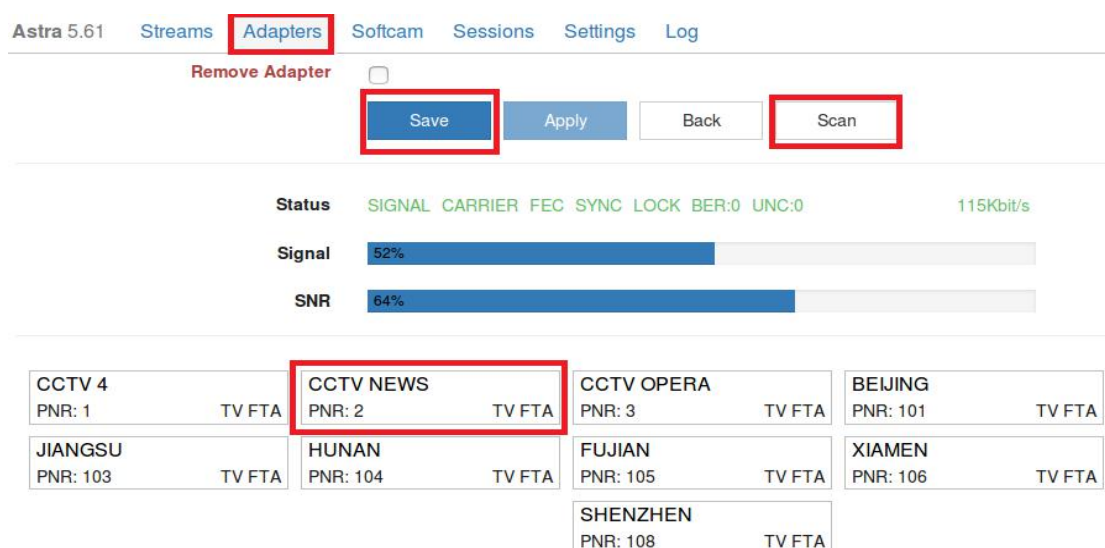 Astra 5.61 Streams Adapters Softcam Sessions Settings Log
Remove Adapter
Save Apply Back Scan
Status SIGNAL CARRIER FEC SYNC LOCK BER:0 UNC:0 115Kbit/s
Signal 52%
SNR 64%
CCTV 4 CCTV NEWS CCTV OPERA BEIJING
PNR: 1 TV FTA PNR: 2 TV FTA PNR: 3 TV FTA PNR: 101 TV FTA
JIANGSU HUNAN FUJIAN XIAMEN
PNR: 103 TV FTA PNR: 104 TV FTA PNR: 105 TV FTA PNR: 106 TV FTA
SHENZHEN
PNR: 108 TV FTA